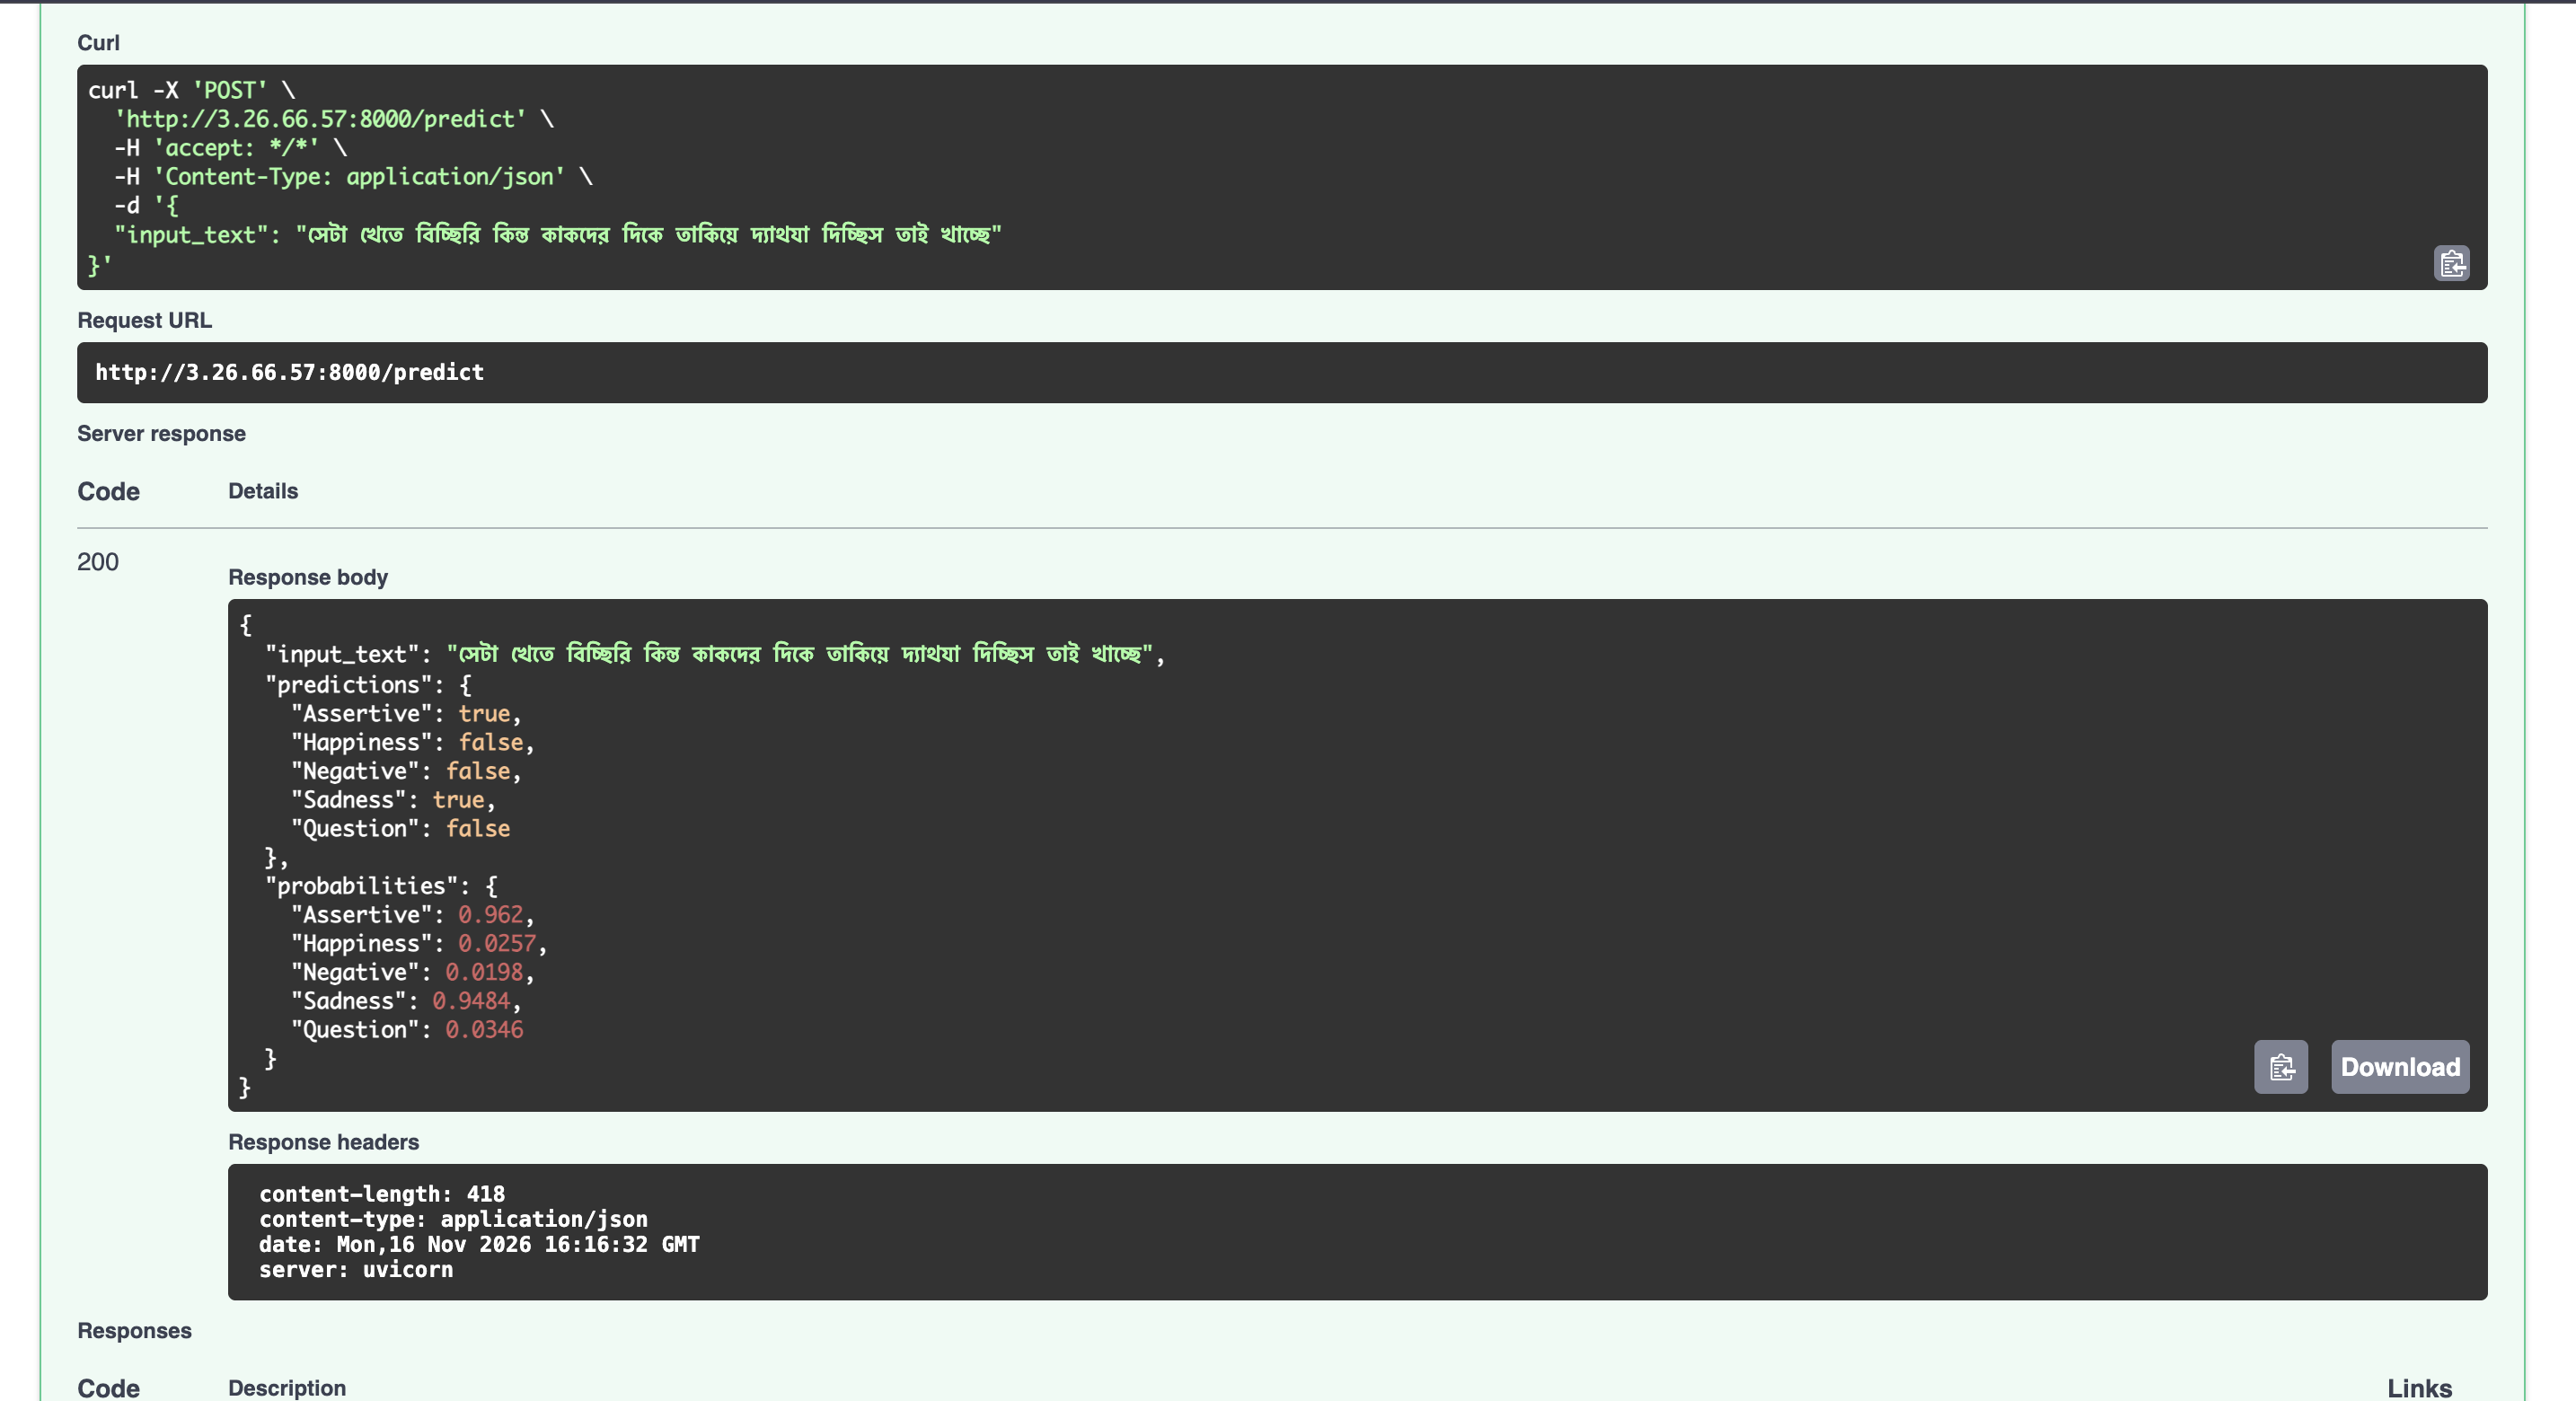 Curl
curl -X 'POST' \
'http://3.26.66.57:8000/predict' \
-H 'accept: */*' \
-H 'Content-Type: application/json' \
-d '{
"input_text": "সেটা খেতে বিচ্ছিরি কিন্ত কাকদের দিকে তাকিয়ে দ্যাথযা দিচ্ছিস তাই খাচ্ছে"
}'
Request URL
http://3.26.66.57:8000/predict
Server response
Code Details
200
Response body
{
"input_text": "সেটা খেতে বিচ্ছিরি কিন্ত কাকদের দিকে তাকিয়ে দ্যাথযা দিচ্ছিস তাই খাচ্ছে",
"predictions": {
"Assertive": true,
"Happiness": false,
"Negative": false,
"Sadness": true,
"Question": false
},
"probabilities": {
"Assertive": 0.962,
"Happiness": 0.0257,
"Negative": 0.0198,
"Sadness": 0.9484,
"Question": 0.0346
}
}
Download
Response headers
content-length: 418
content-type: application/json
date: Mon,16 Nov 2026 16:16:32 GMT
server: uvicorn
Responses
Code Description Links